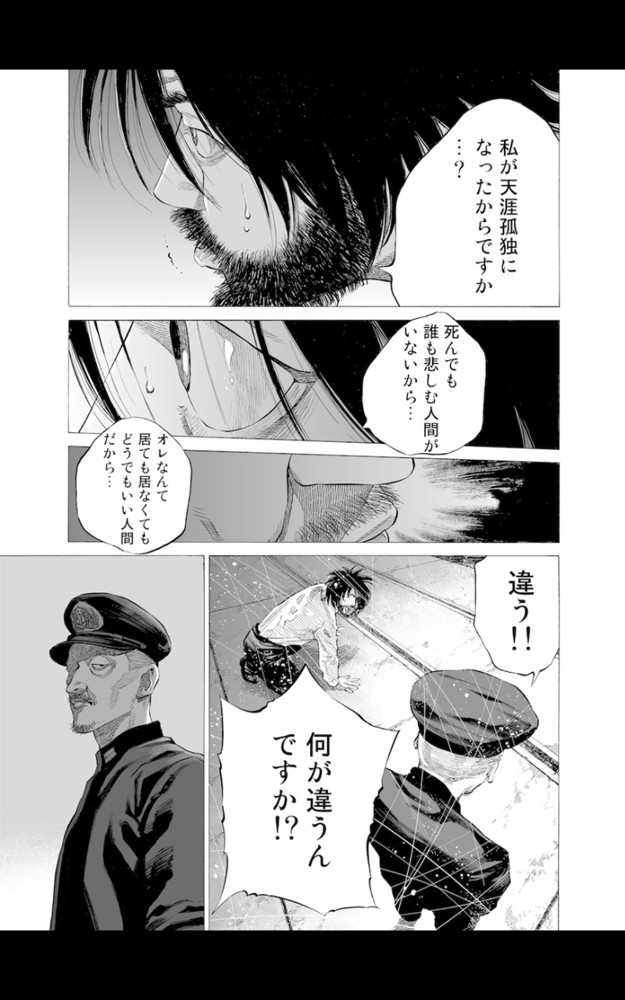 私が天涯孤独に
なったからですか
…？
死んでも
誰も悲しむ人間が
いないから…
オレなんて
居ても居なくても
どうでもいい人間
だから…
違う!!
何が違うん
ですか!?